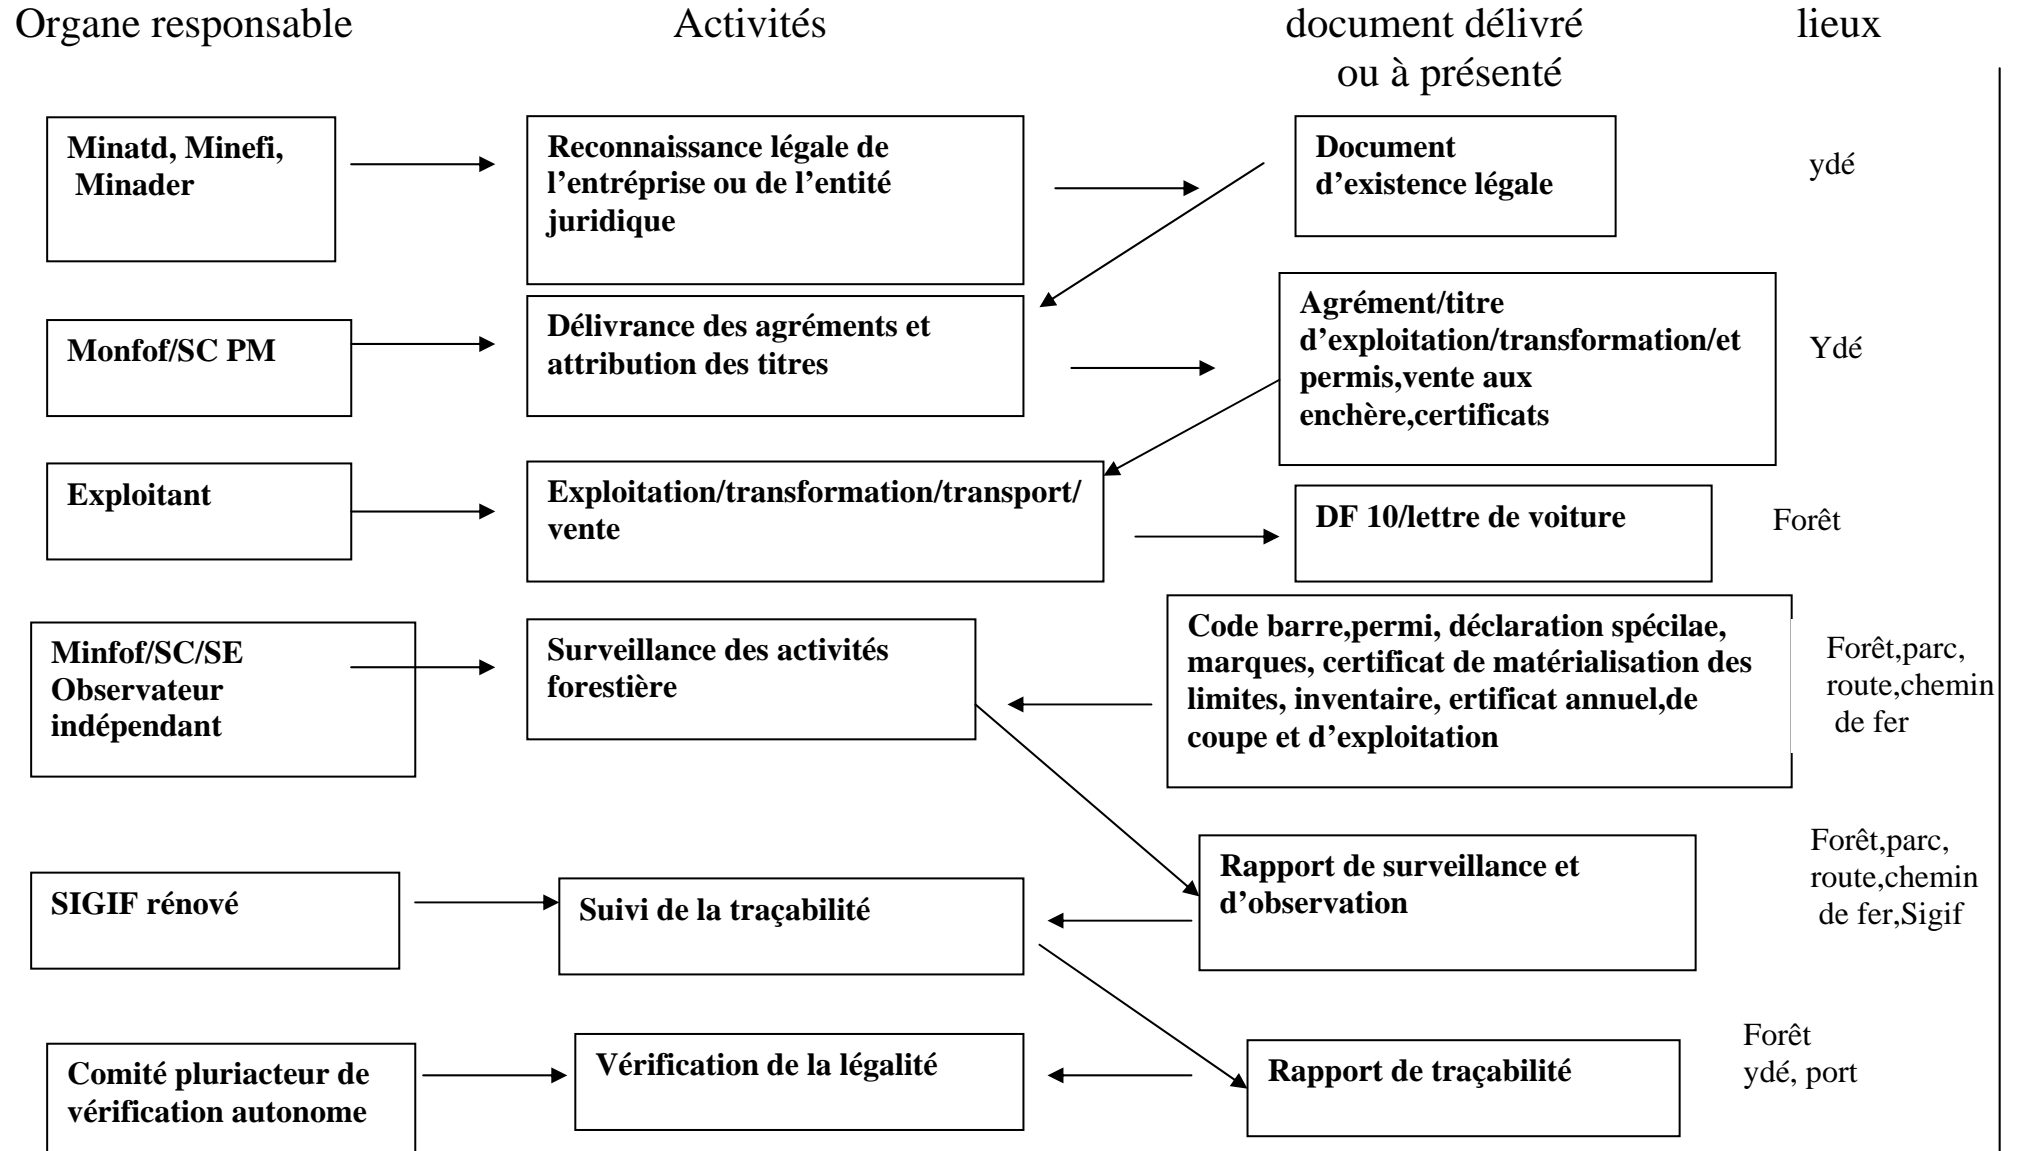 Organe responsable
Activités
document délivré
ou à présenté
lieux
Minatd, Minefi,
Minader
Reconnaissance légale de
l’entréprise ou de l’entité
juridique
Document
d’existence légale
ydé
Monfof/SC PM
Délivrance des agréments et
attribution des titres
Agrément/titre
d’exploitation/transformation/et
permis,vente aux
enchère,certificats
Ydé
Exploitant
Exploitation/transformation/transport/
vente
DF 10/lettre de voiture
Forêt
Minfof/SC/SE
Observateur
indépendant
Surveillance des activités
forestière
Code barre,permi, déclaration spécilae,
marques, certificat de matérialisation des
limites, inventaire, ertificat annuel,de
coupe et d’exploitation
Forêt,parc,
route,chemin
de fer
SIGIF rénové
Suivi de la traçabilité
Rapport de surveillance et
d’observation
Forêt,parc,
route,chemin
de fer,Sigif
Comité pluriacteur de
vérification autonome
Vérification de la légalité
Rapport de traçabilité
Forêt
ydé, port